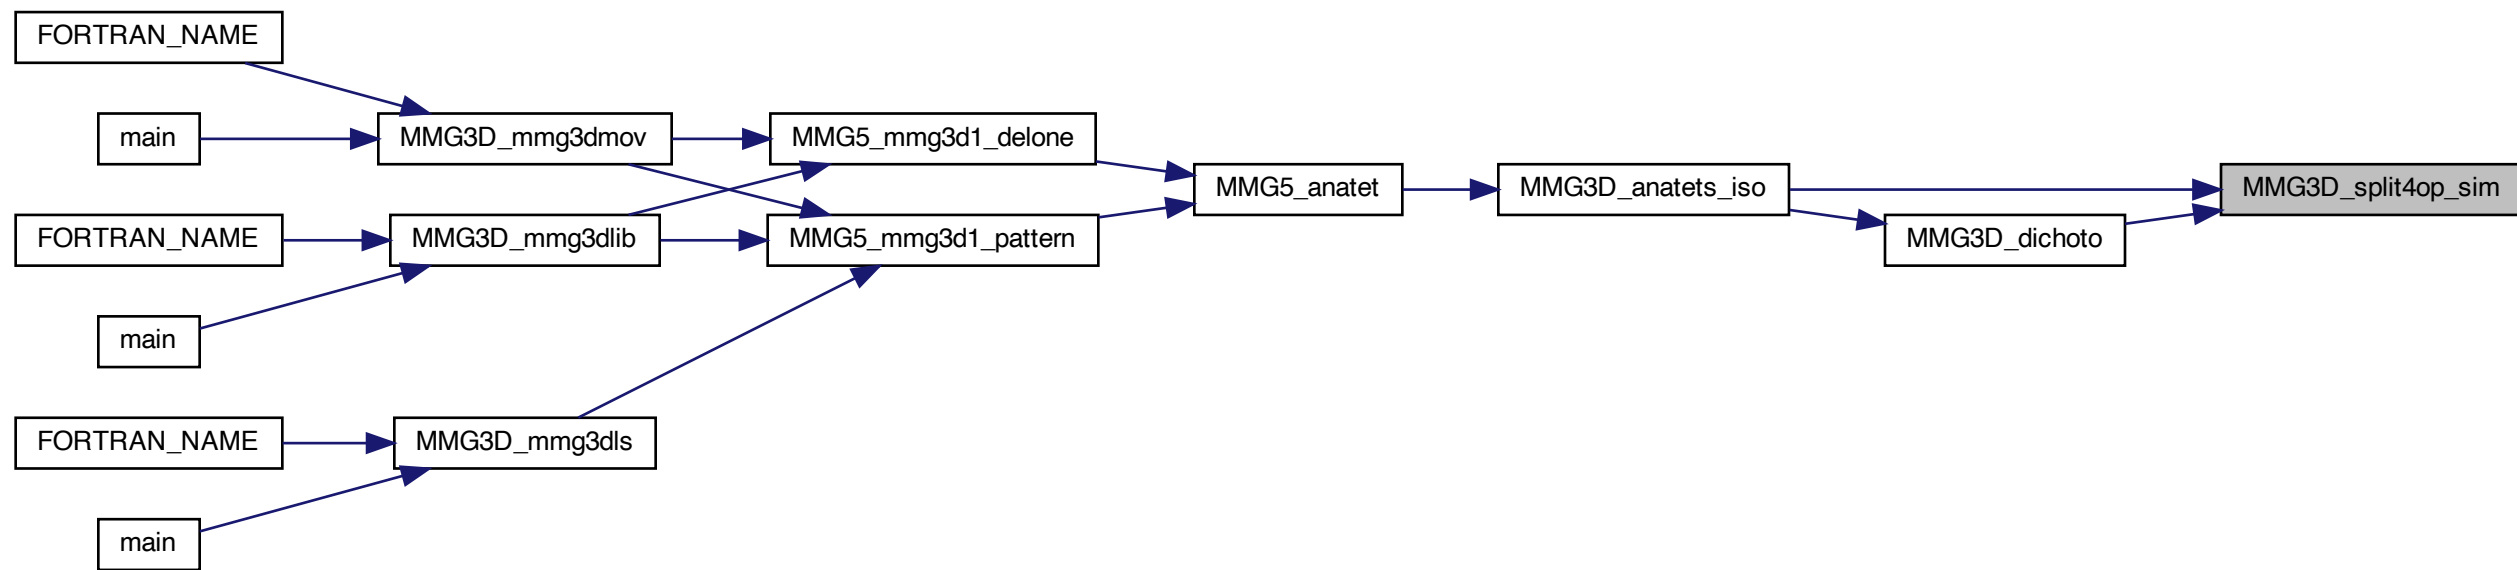 FORTRAN_NAME
main
MMG3D_mmg3dmov
MMG5_mmg3d1_delone
MMG5_anatet
MMG3D_anatets_iso
MMG3D_split4op_sim
FORTRAN_NAME
MMG3D_mmg3dlib
MMG5_mmg3d1_pattern
MMG3D_dichoto
main
FORTRAN_NAME
MMG3D_mmg3dls
main